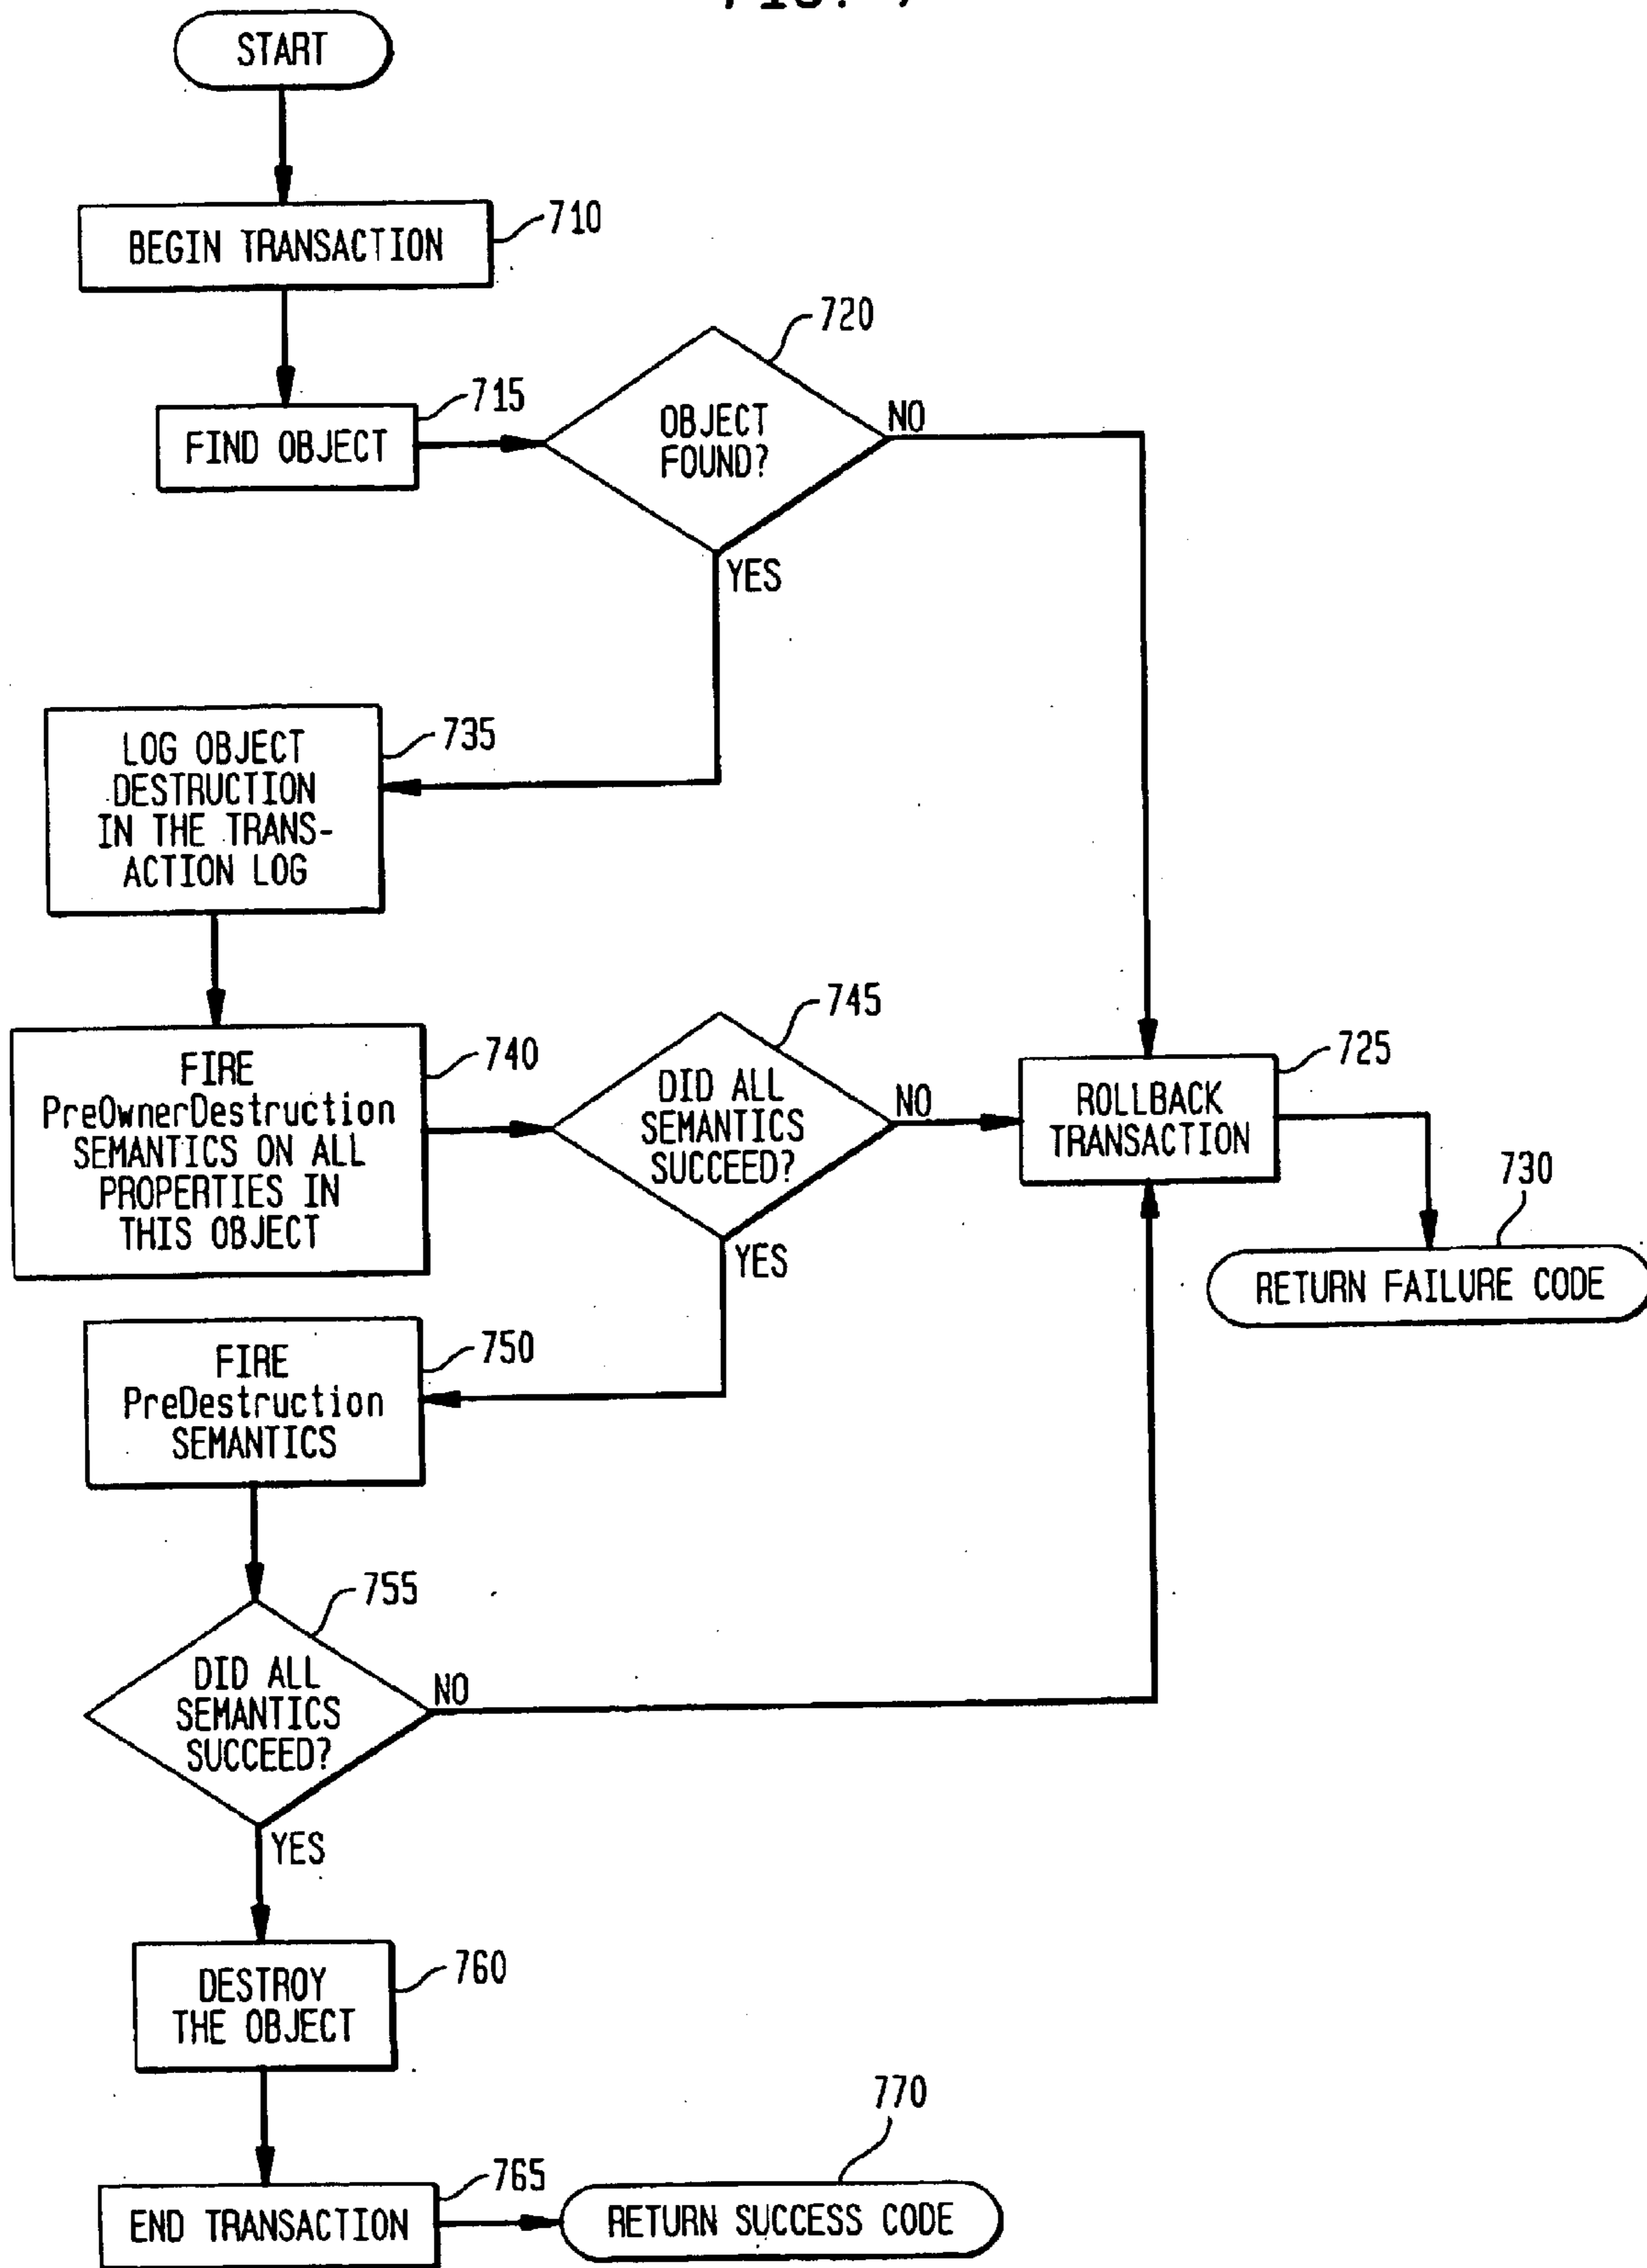 START
BEGIN TRANSACTION
710
FIND OBJECT
715
OBJECT
FOUND?
720
NO
YES
LOG OBJECT
DESTRUCTION
IN THE TRANS-
ACTION LOG
735
FIRE
PreOwnerDestruction
SEMANTICS ON ALL
PROPERTIES IN
THIS OBJECT
740
DID ALL
SEMANTICS
SUCCEED?
745
NO
YES
ROLLBACK
TRANSACTION
725
730
RETURN FAILURE CODE
FIRE
PreDestruction
SEMANTICS
750
DID ALL
SEMANTICS
SUCCEED?
755
NO
YES
DESTROY
THE OBJECT
760
END TRANSACTION
765
770
RETURN SUCCESS CODE